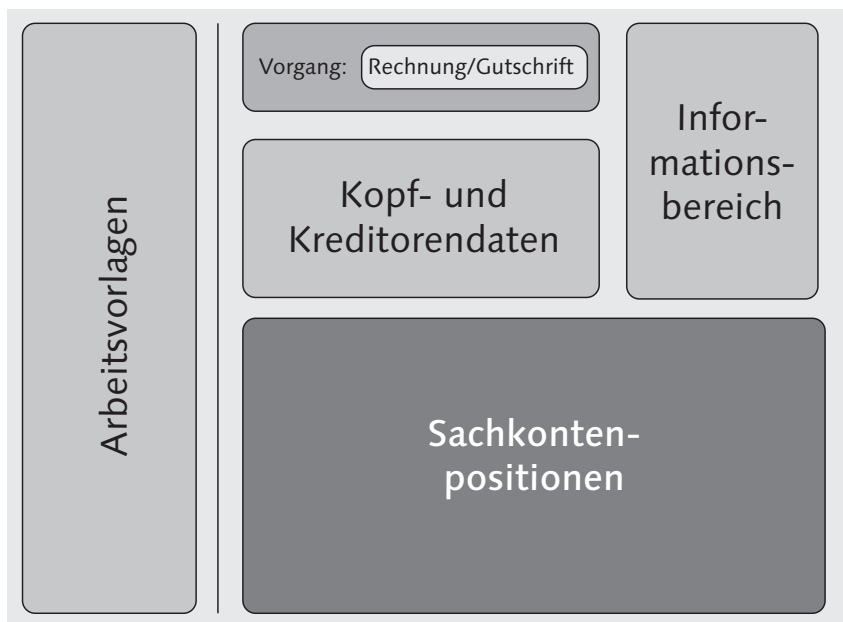 Arbeitsvorlagen
Vorgang: Rechnung/Gutschrift
Kopf- und
Kreditorendaten
Infor-
mations-
bereich
Sachkonten-
positionen